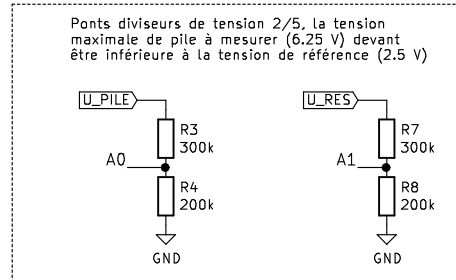 Ponts diviseurs de tension 2/5, la tension
maximale de pile à mesurer (6.25 V) devant
être inférieure à la tension de référence (2.5 V)
U_PILE
U_RES
R3
300k
R7
300k
A0
A1
R4
200k
R8
200k
GND
GND